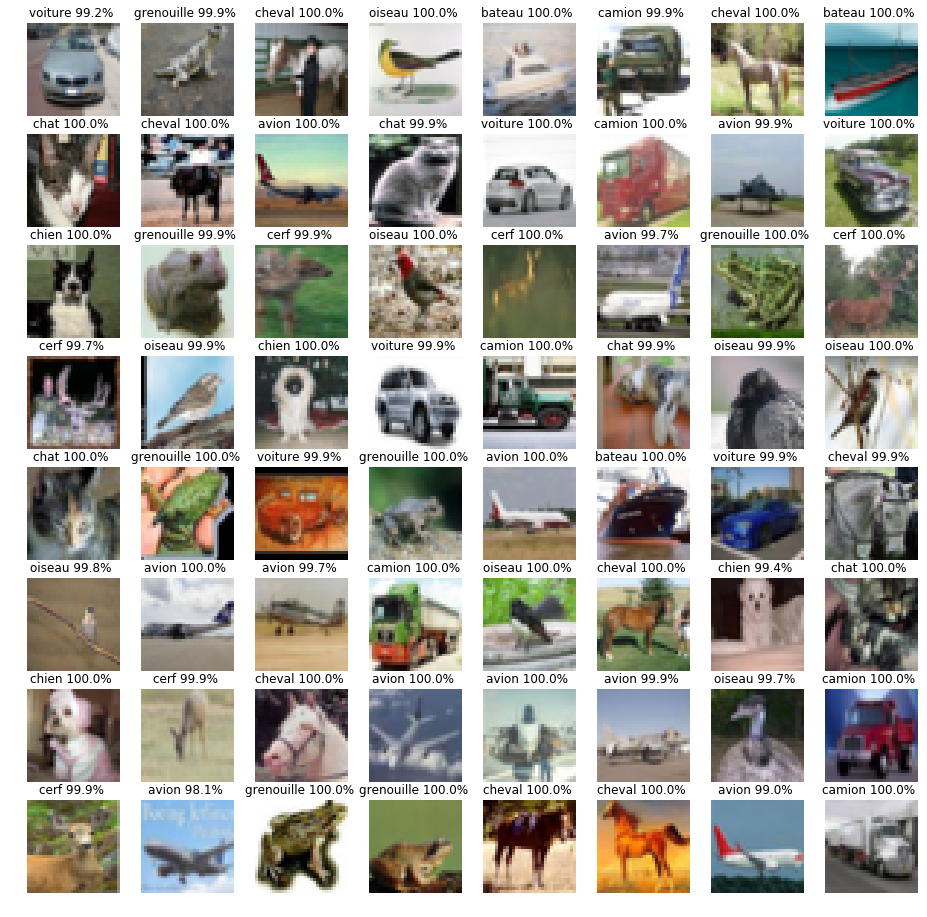 voiture 99.2% grenouille 99.9% cheval 100.0% oiseau 100.0% bateau 100.0% camion 99.9% cheval 100.0% bateau 100.0%
chat 100.0% cheval 100.0% avion 100.0% chat 99.9% voiture 100.0% camion 100.0% avion 99.9% voiture 100.0%
chien 100.0% grenouille 99.9% cerf 99.9% oiseau 100.0% cerf 100.0% avion 99.7% grenouille 100.0% cerf 100.0%
cerf 99.7% oiseau 99.9% chien 100.0% voiture 99.9% camion 100.0% chat 99.9% oiseau 99.9% oiseau 100.0%
chat 100.0% grenouille 100.0% voiture 99.9% grenouille 100.0% avion 100.0% bateau 100.0% voiture 99.9% cheval 99.9%
oiseau 99.8% avion 100.0% avion 99.7% camion 100.0% oiseau 100.0% cheval 100.0% chien 99.4% chat 100.0%
chien 100.0% cerf 99.9% cheval 100.0% avion 100.0% avion 100.0% avion 99.9% oiseau 99.7% camion 100.0%
cerf 99.9% avion 98.1% grenouille 100.0% grenouille 100.0% cheval 100.0% cheval 100.0% avion 99.0% camion 100.0%